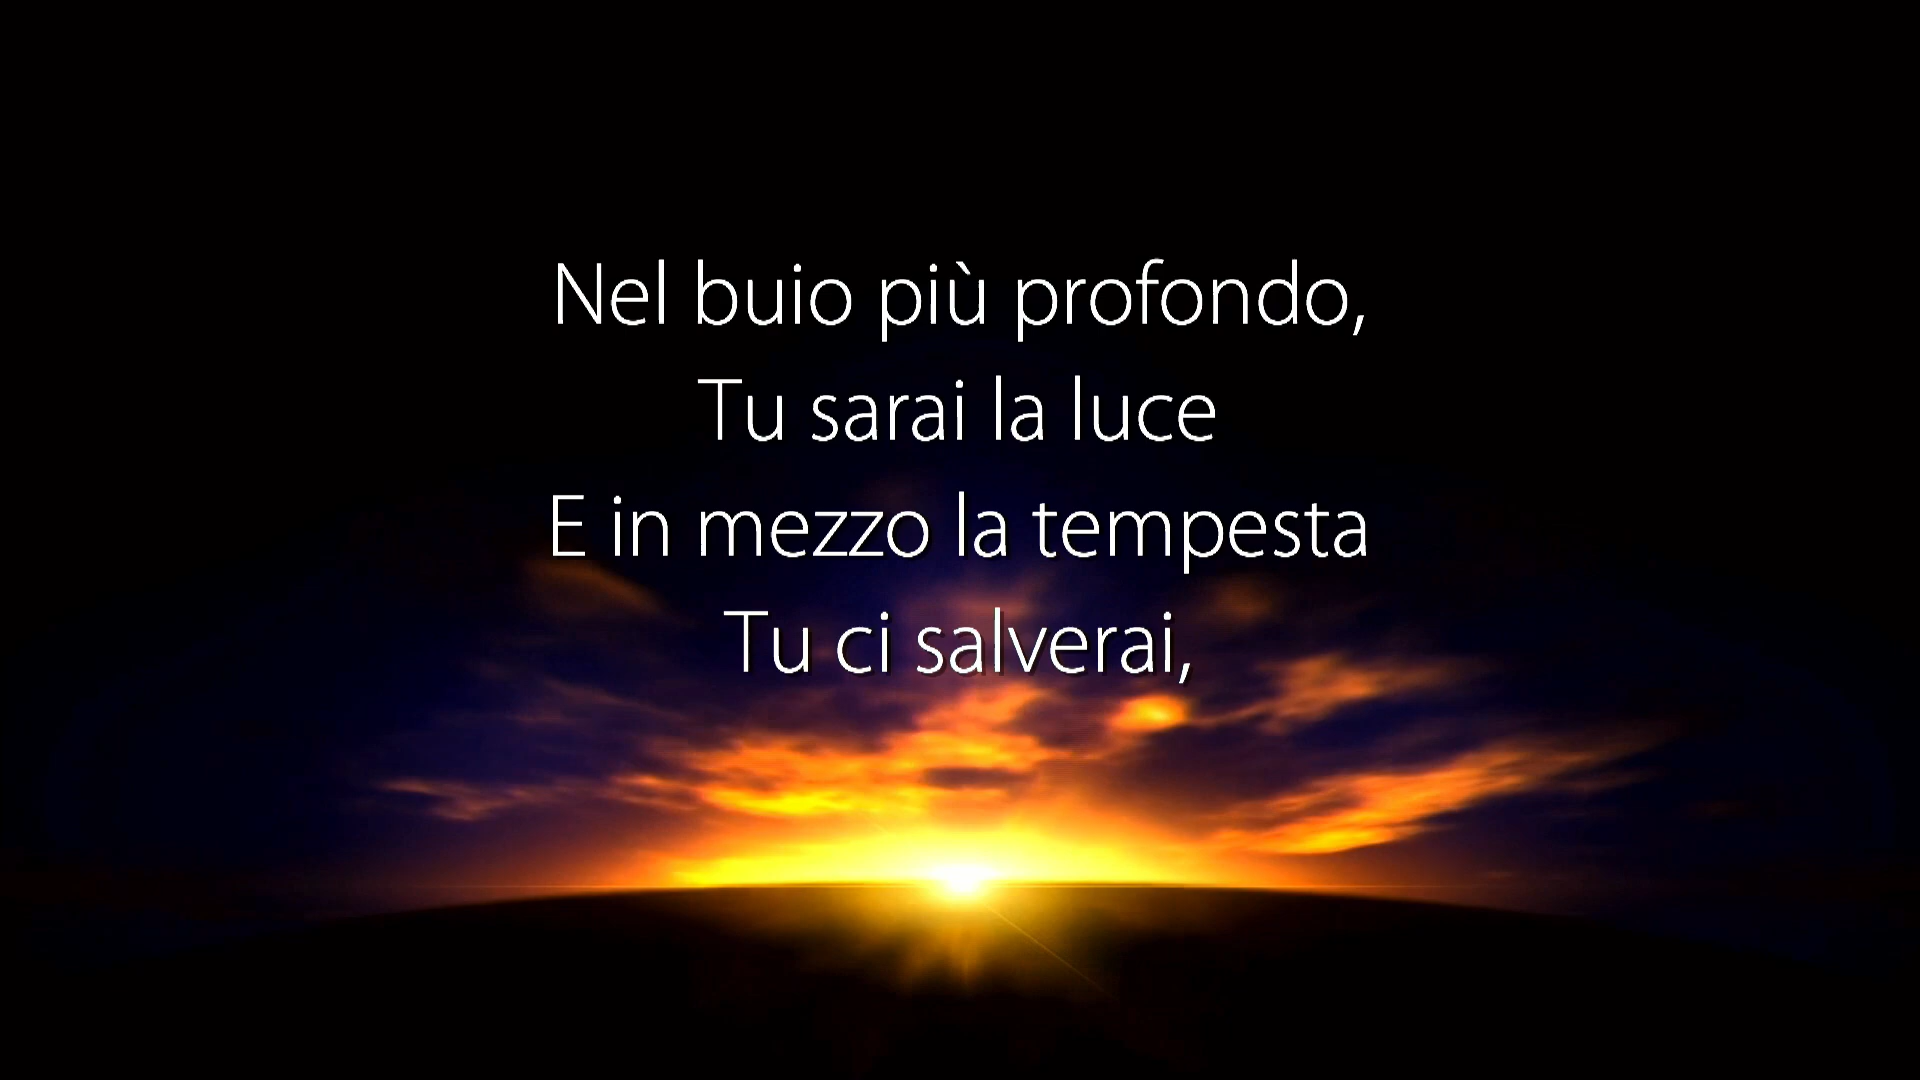 Nel buio più profondo,
Tu sarai la luce
E in mezzo la tempesta
Tu ci salverai,